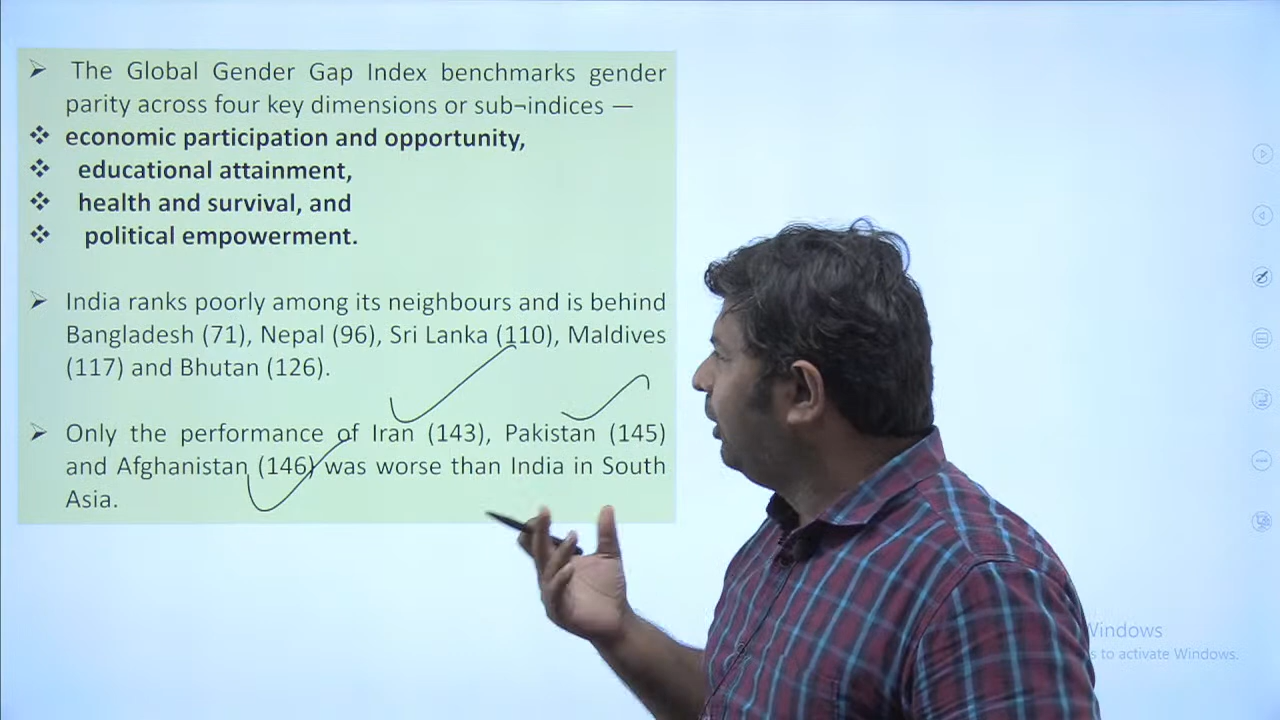 ➢ The Global Gender Gap Index benchmarks gender
parity across four key dimensions or sub¬indices —
❖ economic participation and opportunity,
❖ educational attainment,
❖ health and survival, and
❖ political empowerment.
➢ India ranks poorly among its neighbours and is behind
Bangladesh (71), Nepal (96), Sri Lanka (110), Maldives
(117) and Bhutan (126).
➢ Only the performance of Iran (143), Pakistan (145)
and Afghanistan (146) was worse than India in South
Asia.
Windows
s to activate Windows.